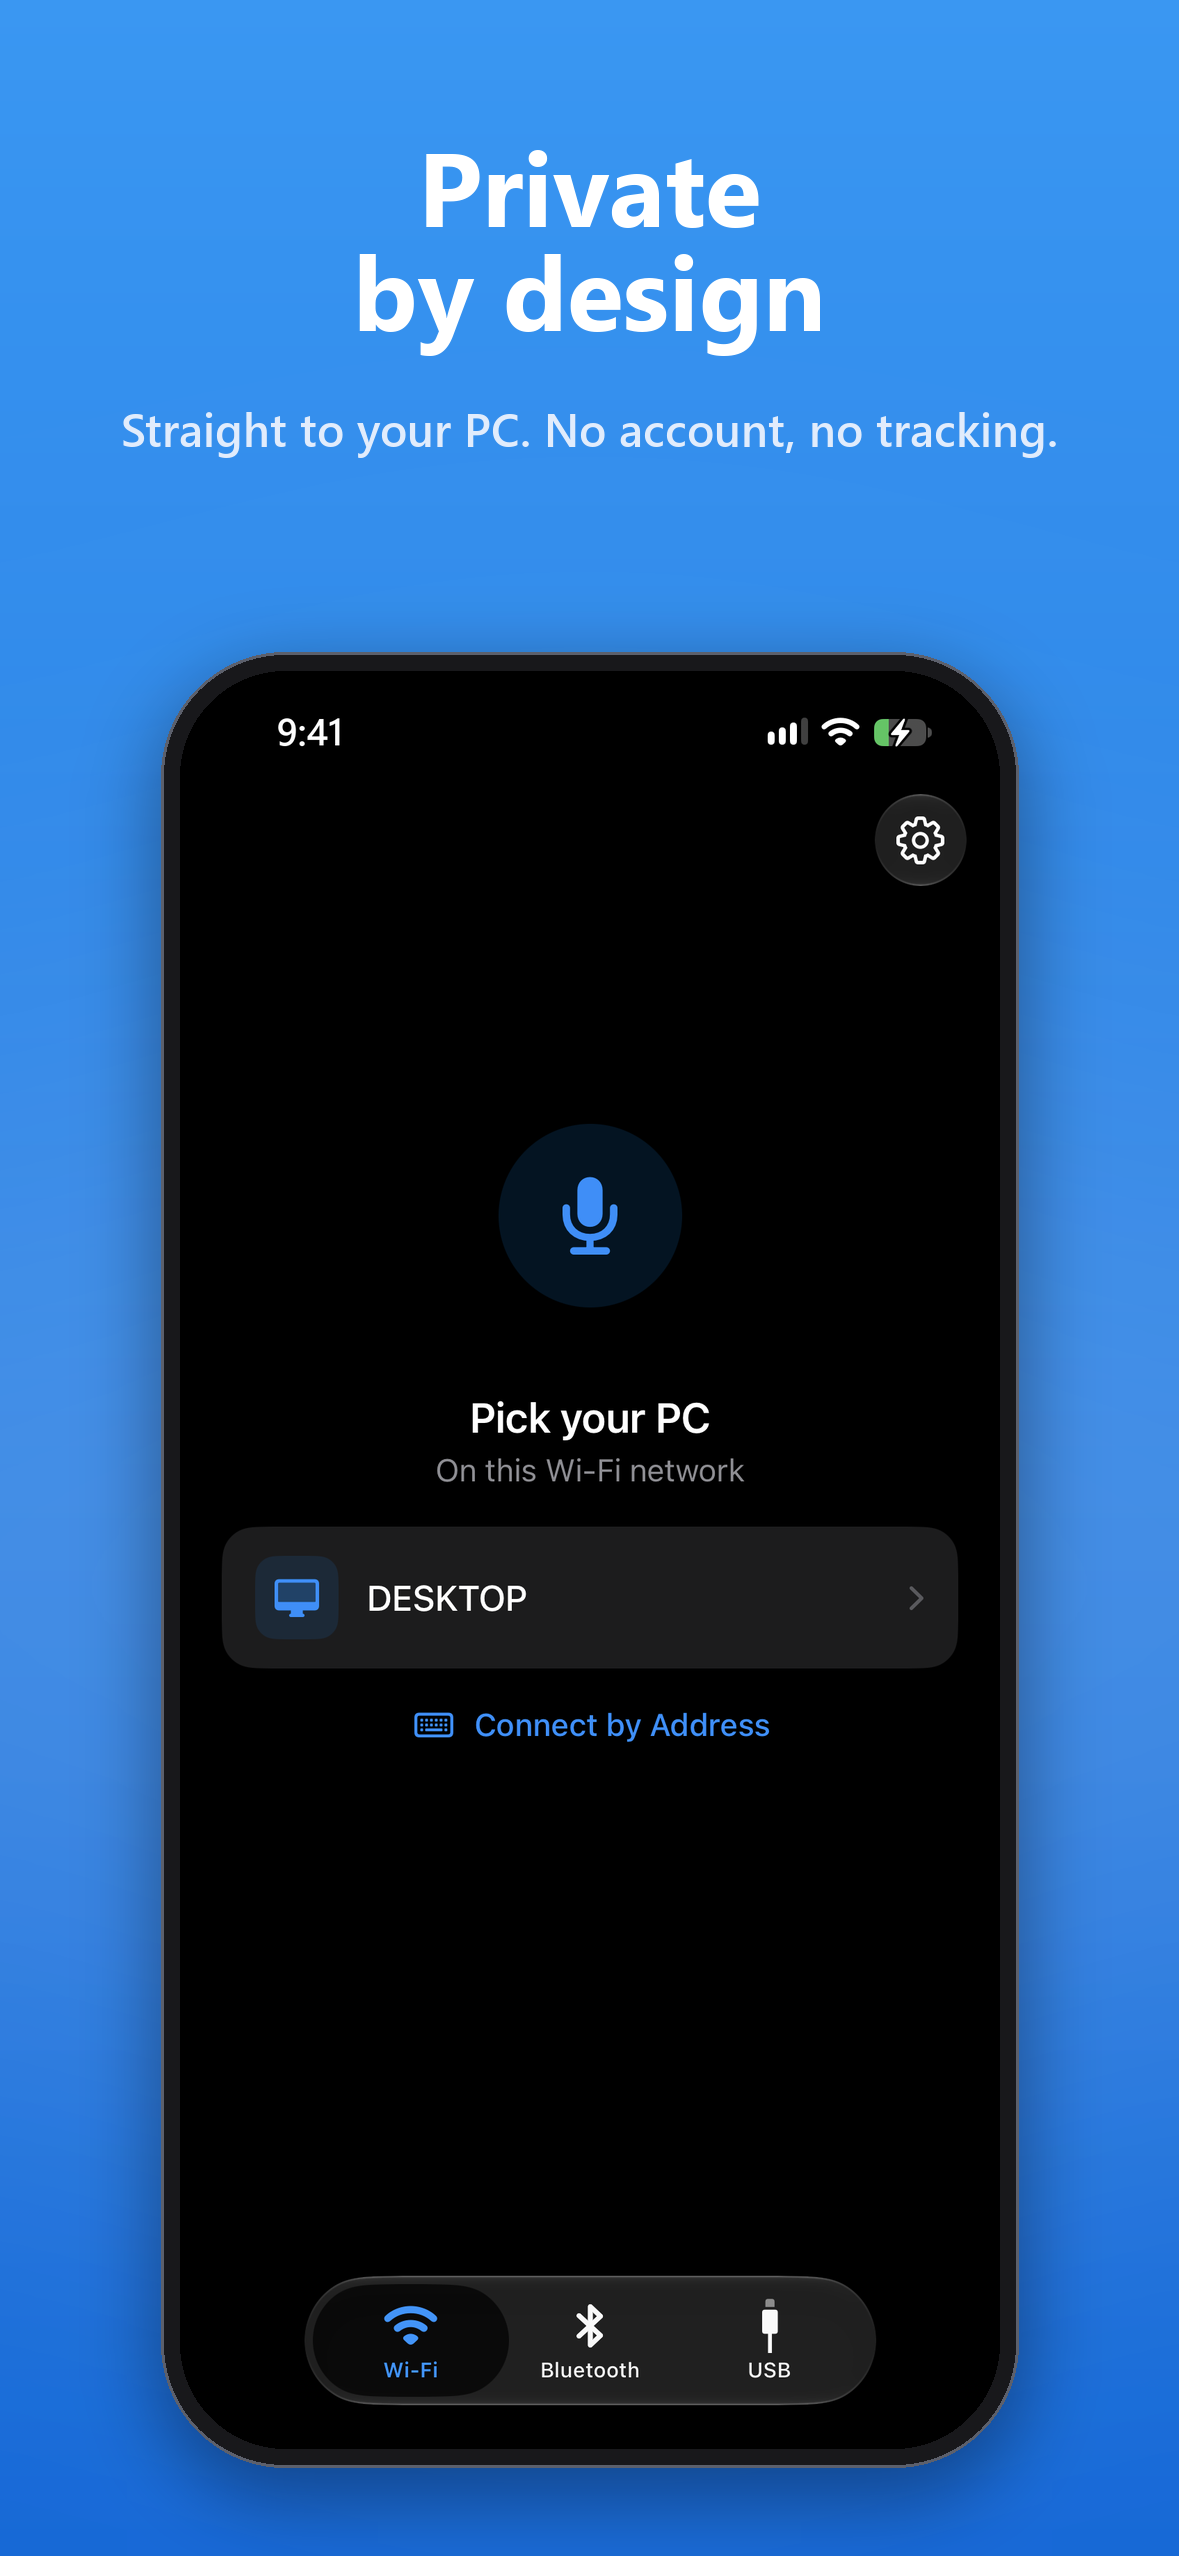 Private
by design
Straight to your PC. No account, no tracking.
9:41
Pick your PC
On this Wi-Fi network
DESKTOP
Connect by Address
Wi-Fi
Bluetooth
USB